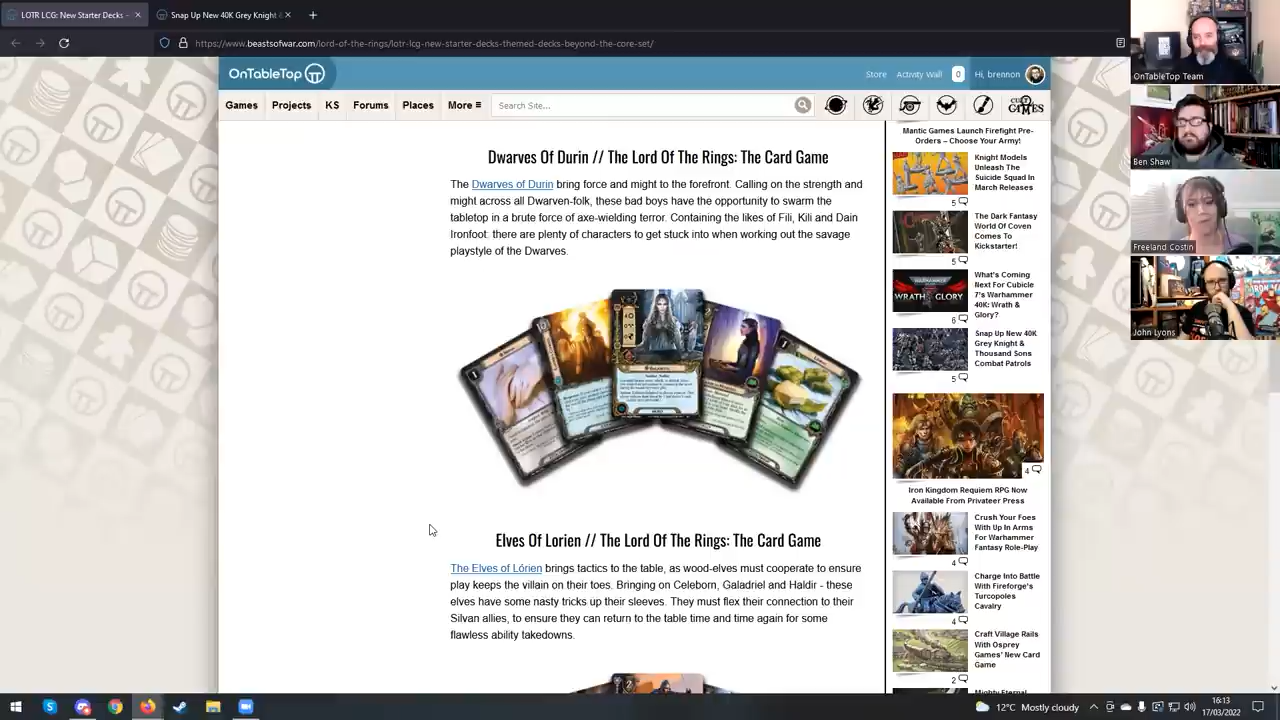 LOTR LCG: New Starter Decks -
Snap Up New 40K Grey Knight &
https://www.beastsofwar.com/lord-of-the-rings/lotr-lcg-new
decks-beyond-the-core-set/
OnTableTop
Store
Activity Wall
0
Hi, brennon
Games
Projects
KS
Forums
Places
More ≡
Search Site...
CULT OF GAMES
Dwarves Of Durin // The Lord Of The Rings: The Card Game
The Dwarves of Durin bring force and might to the forefront. Calling on the strength and
might across all Dwarven-folk, these bad boys have the opportunity to swarm the
tabletop in a brute force of axe-wielding terror. Containing the likes of Fili, Kili and Dain
Ironfoot: there are plenty of characters to get stuck into when working out the savage
playstyle of the Dwarves.
Elves Of Lorien // The Lord Of The Rings: The Card Game
The Elves of Lórien brings tactics to the table, as wood-elves must cooperate to ensure
play keeps the villain on their toes. Bringing on Celeborn, Galadriel and Haldir - these
elves have some nasty tricks up their sleeves. They must flex their connection to their
Silvan allies, to ensure they can return to the table time and time again for some
flawless ability takedowns.
Mantic Games Launch Firefight Pre-
Orders – Choose Your Army!
Knight Models
Unleash The
Suicide Squad In
March Releases
5
The Dark Fantasy
World Of Coven
Comes To
Kickstarter!
5
WRATH & GLORY
What's Coming
Next For Cubicle
7's Warhammer
40K: Wrath &
Glory?
6
Snap Up New 40K
Grey Knight &
Thousand Sons
Combat Patrols
5
4
Iron Kingdom Requiem RPG Now
Available From Privateer Press
Crush Your Foes
With Up In Arms
For Warhammer
Fantasy Role-Play
4
Charge Into Battle
With Fireforge's
Turcopoles
Cavalry
4
Craft Village Rails
With Osprey
Games' New Card
Game
2
Mighty Eternal
OnTableTop Team
Ben Shaw
Freeland Costin
John Lyons
12°C Mostly cloudy
16:13
17/03/2022